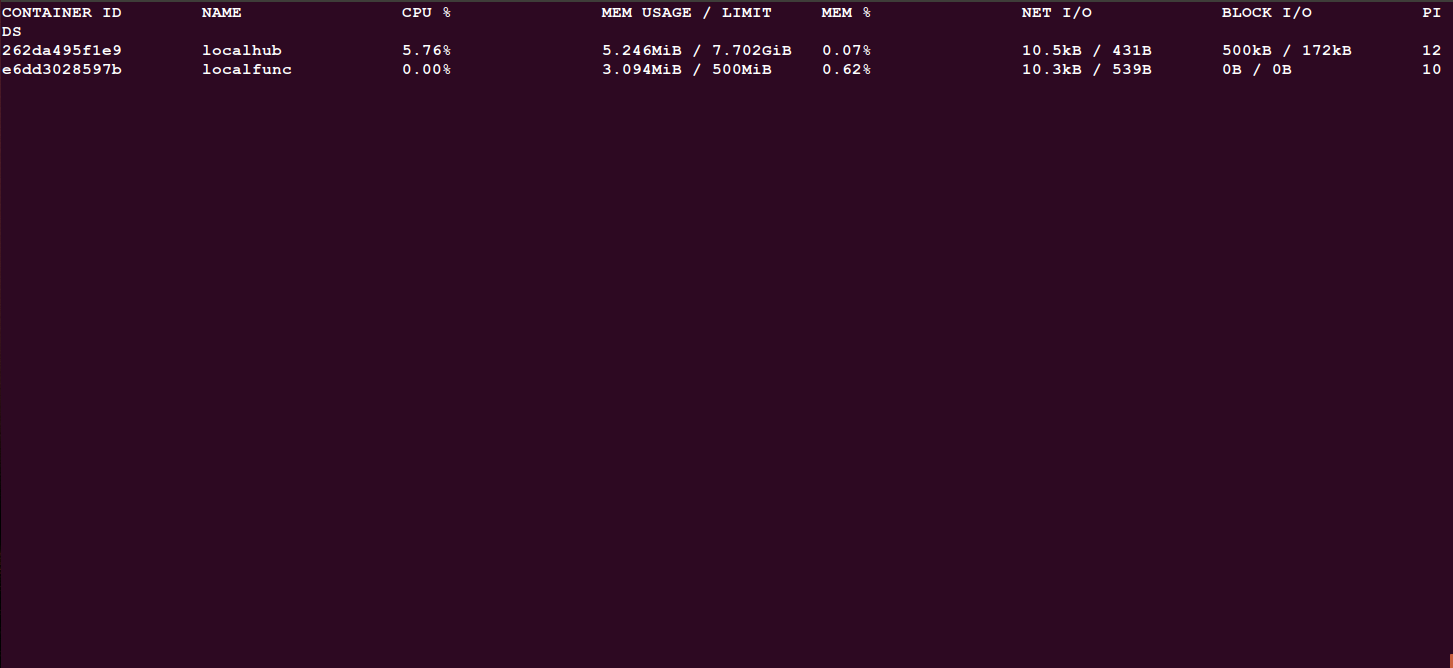 CONTAINER ID        NAME                CPU %               MEM USAGE / LIMIT     MEM %               NET I/O             BLOCK I/O           PI
DS
262da495f1e9        localhub            5.76%               5.246MiB / 7.702GiB   0.07%               10.5kB / 431B       500kB / 172kB       12
e6dd3028597b        localfunc           0.00%               3.094MiB / 500MiB     0.62%               10.3kB / 539B       0B / 0B             10